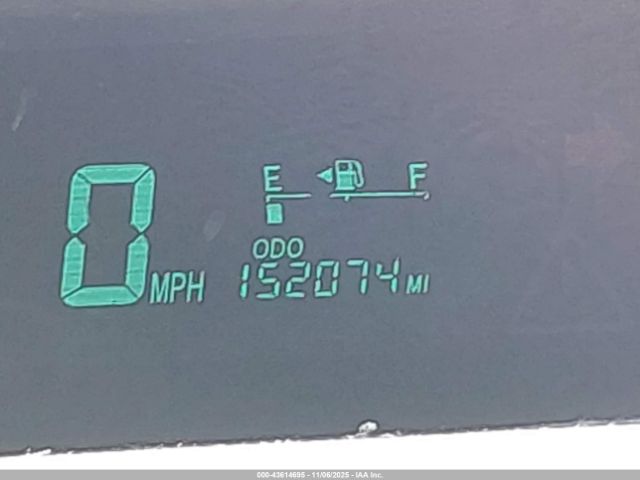 E F
ODO
0 MPH 152074 MI
000-43614695 - 11/06/2025 - IAA Inc.